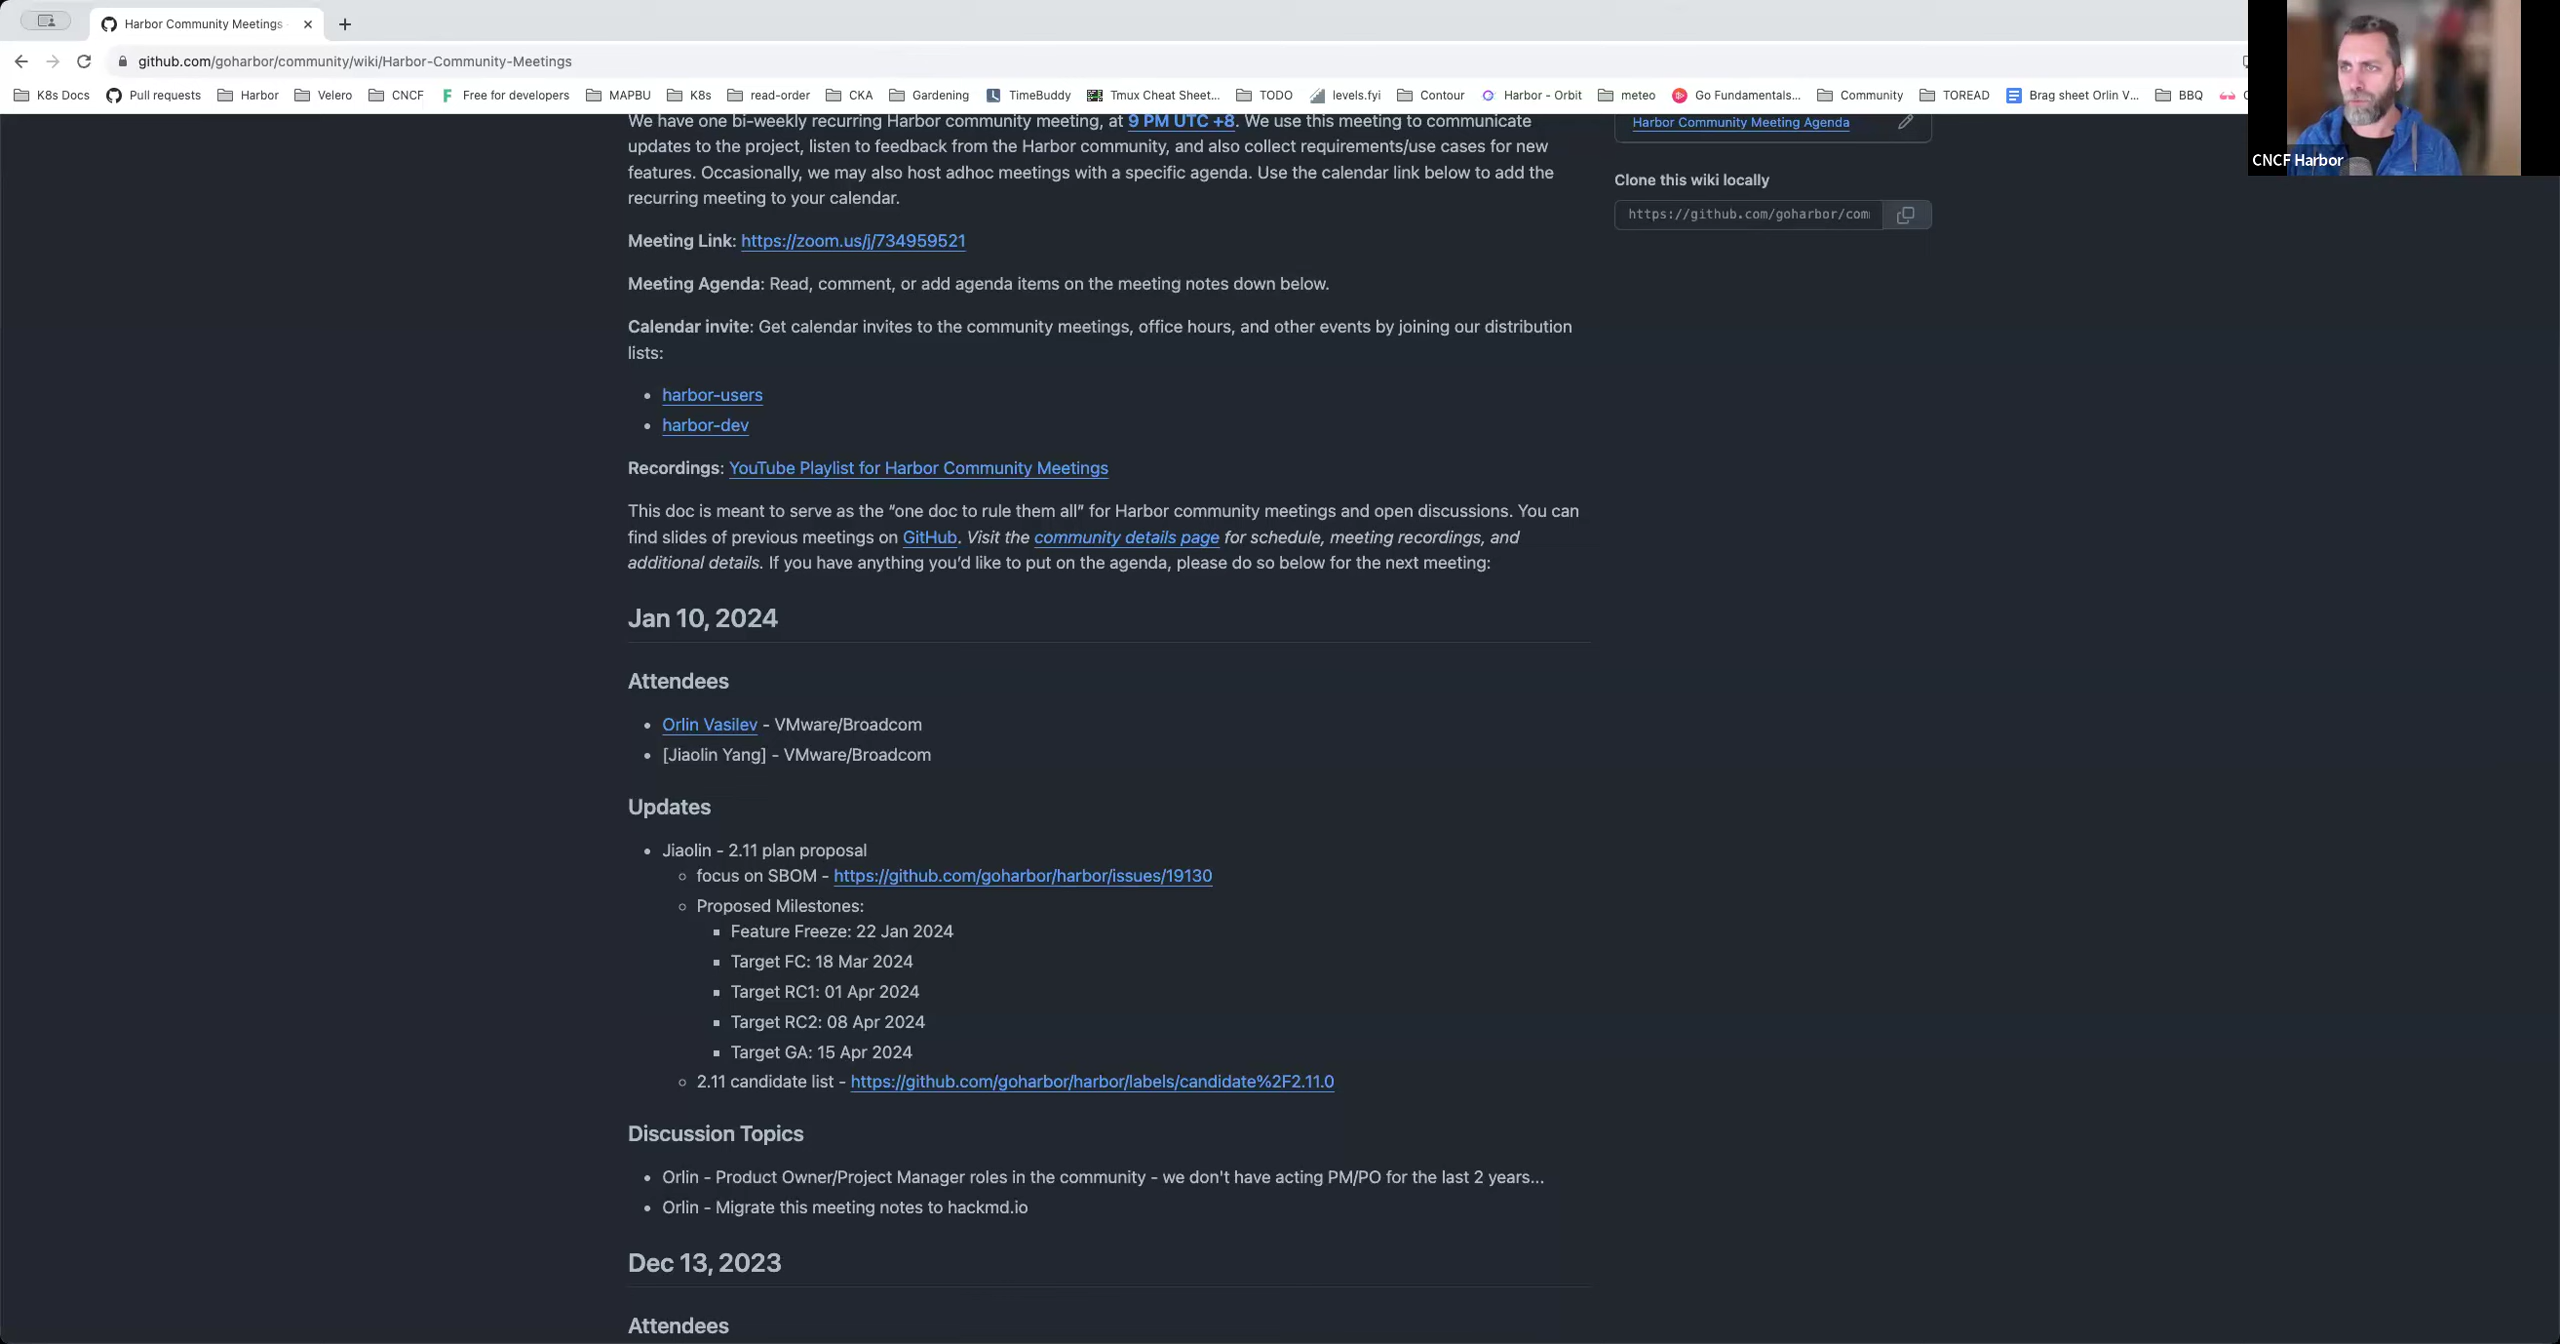 Harbor Community Meetings
github.com/goharbor/community/wiki/Harbor-Community-Meetings
K8s Docs Pull requests Harbor Velero CNCF Free for developers MAPBU K8s read-order CKA Gardening TimeBuddy Tmux Cheat Sheet... TODO levels.fyi Contour Harbor - Orbit meteo Go Fundamentals... Community TOREAD Brag sheet Orlin V... BBQ
We have one bi-weekly recurring Harbor community meeting, at 9 PM UTC +8. We use this meeting to communicate
updates to the project, listen to feedback from the Harbor community, and also collect requirements/use cases for new
features. Occasionally, we may also host adhoc meetings with a specific agenda. Use the calendar link below to add the
recurring meeting to your calendar.
Meeting Link: https://zoom.us/j/734959521
Meeting Agenda: Read, comment, or add agenda items on the meeting notes down below.
Calendar invite: Get calendar invites to the community meetings, office hours, and other events by joining our distribution
lists:
harbor-users
harbor-dev
Recordings: YouTube Playlist for Harbor Community Meetings
This doc is meant to serve as the “one doc to rule them all” for Harbor community meetings and open discussions. You can
find slides of previous meetings on GitHub. Visit the community details page for schedule, meeting recordings, and
additional details. If you have anything you’d like to put on the agenda, please do so below for the next meeting:
Jan 10, 2024
Attendees
Orlin Vasilev - VMware/Broadcom
[Jiaolin Yang] - VMware/Broadcom
Updates
Jiaolin - 2.11 plan proposal
focus on SBOM - https://github.com/goharbor/harbor/issues/19130
Proposed Milestones:
Feature Freeze: 22 Jan 2024
Target FC: 18 Mar 2024
Target RC1: 01 Apr 2024
Target RC2: 08 Apr 2024
Target GA: 15 Apr 2024
2.11 candidate list - https://github.com/goharbor/harbor/labels/candidate%2F2.11.0
Discussion Topics
Orlin - Product Owner/Project Manager roles in the community - we don't have acting PM/PO for the last 2 years...
Orlin - Migrate this meeting notes to hackmd.io
Dec 13, 2023
Attendees
Harbor Community Meeting Agenda
Clone this wiki locally
https://github.com/goharbor/com
CNCF Harbor